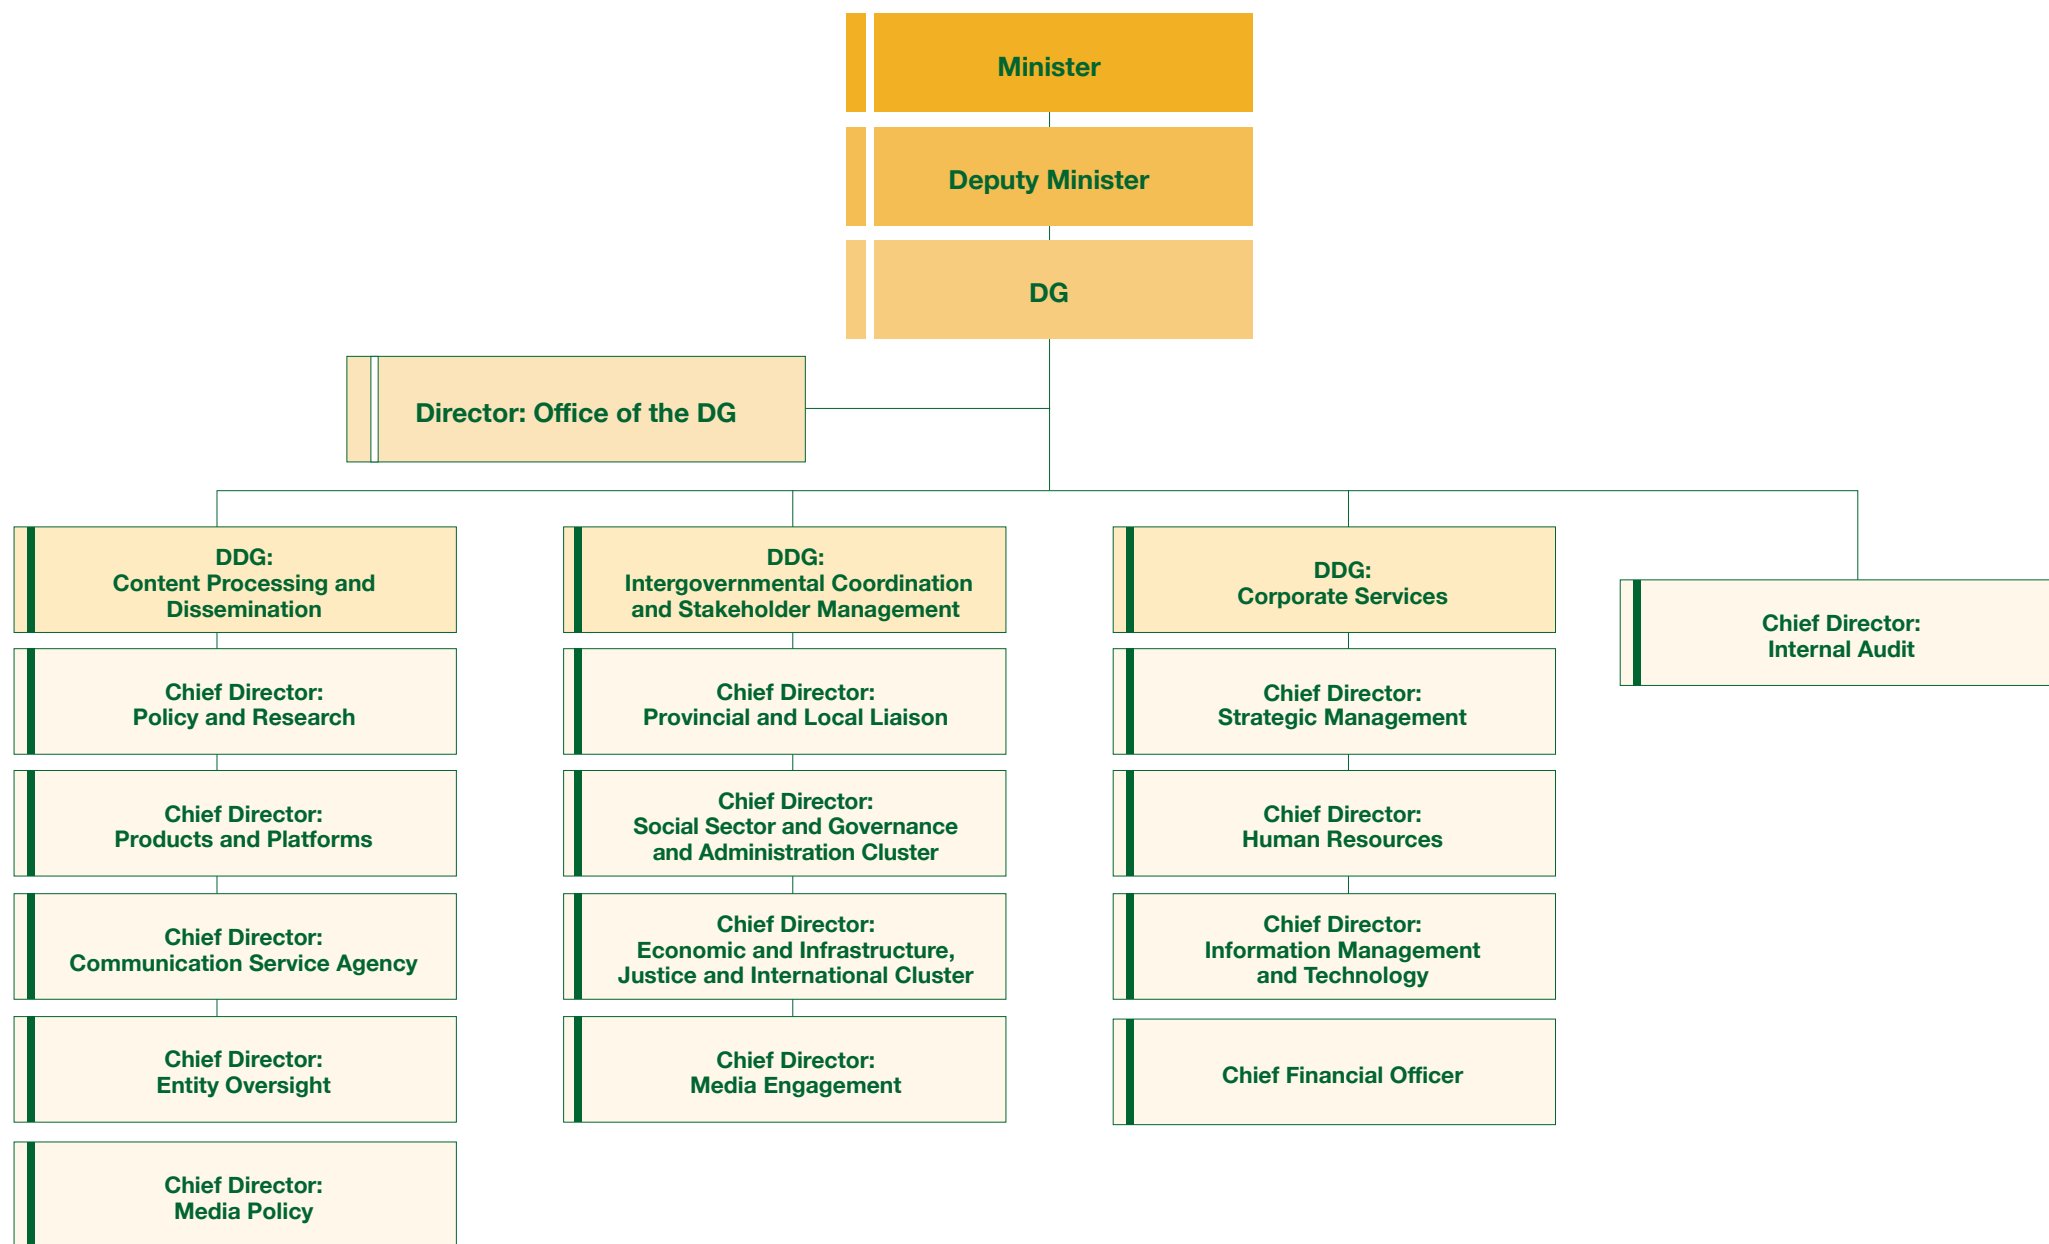 Minister
Deputy Minister
DG
Director: Office of the DG
DDG:
Content Processing and
Dissemination
Chief Director:
Policy and Research
Chief Director:
Products and Platforms
Chief Director:
Communication Service Agency
Chief Director:
Entity Oversight
Chief Director:
Media Policy
DDG:
Intergovernmental Coordination
and Stakeholder Management
Chief Director:
Provincial and Local Liaison
Chief Director:
Social Sector and Governance
and Administration Cluster
Chief Director:
Economic and Infrastructure,
Justice and International Cluster
Chief Director:
Media Engagement
DDG:
Corporate Services
Chief Director:
Strategic Management
Chief Director:
Human Resources
Chief Director:
Information Management
and Technology
Chief Financial Officer
Chief Director:
Internal Audit